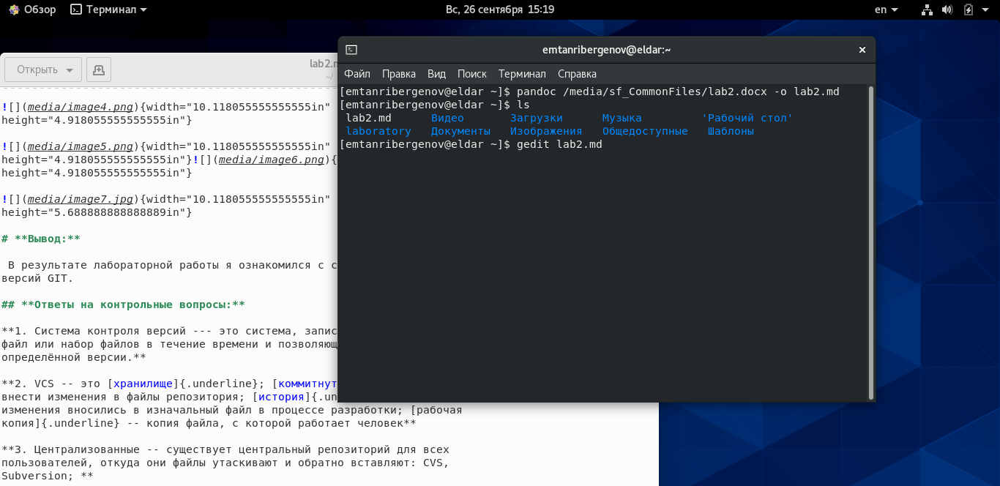 Обзор Терминал Вс, 26 сентября 15:19 en
Открыть lab2.m
~/
![](media/image4.png){width="10.118055555555555in"
height="4.918055555555555in"}
![](media/image5.png){width="10.118055555555555in"
height="4.918055555555555in"}![](media/image6.png){
height="4.918055555555555in"}
![](media/image7.jpg){width="10.118055555555555in"
height="5.688888888888889in"}
# **Вывод:**
В результате лабораторной работы я ознакомился с с
версий GIT.
## **Ответы на контрольные вопросы:**
**1. Система контроля версий --- это система, запис
файл или набор файлов в течение времени и позволяющ
определённой версии.**
**2. VCS -- это [хранилище]{.underline}; [коммитнут
внести изменения в файлы репозитория; [история]{.un
изменения вносились в изначальный файл в процессе разработки; [рабочая
копия]{.underline} -- копия файла, с которой работает человек**
**3. Централизованные -- существует центральный репозиторий для всех
пользователей, откуда они файлы утаскивают и обратно вставляют: CVS,
Subversion; **
emtanribergenov@eldar:~
Файл Правка Вид Поиск Терминал Справка
[emtanribergenov@eldar ~]$ pandoc /media/sf_CommonFiles/lab2.docx -o lab2.md
[emtanribergenov@eldar ~]$ ls
lab2.md Видео Загрузки Музыка 'Рабочий стол'
laboratory Документы Изображения Общедоступные Шаблоны
[emtanribergenov@eldar ~]$ gedit lab2.md